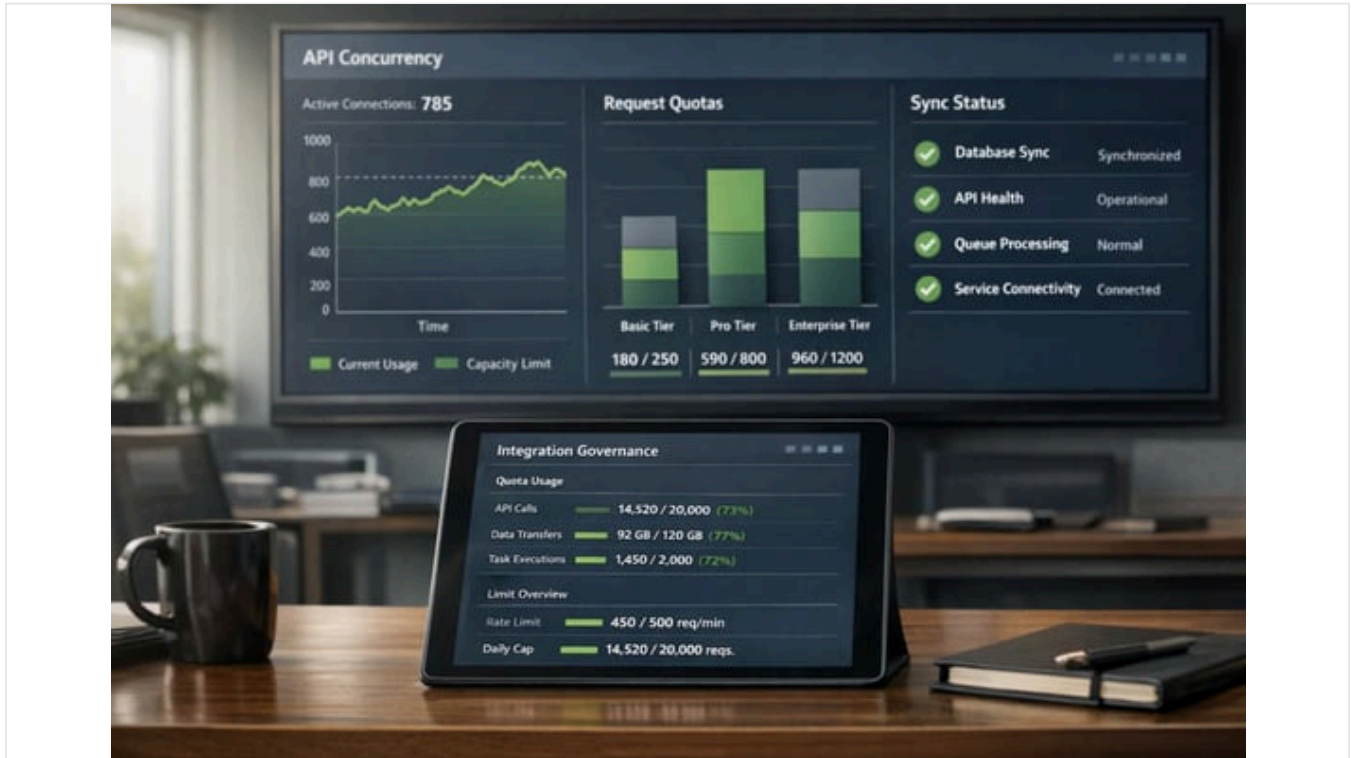 API Concurrency
Active Connections: 785
1000
800
600
400
200
0
Time
Current Usage Capacity Limit
Request Quotas
Basic Tier Pro Tier Enterprise Tier
180 / 250 590 / 800 960 / 1200
Sync Status
Database Sync Synchronized
API Health Operational
Queue Processing Normal
Service Connectivity Connected
Integration Governance
Quota Usage
API Calls 14,520 / 20,000 (73%)
Data Transfers 92 GB / 120 GB (77%)
Task Executions 1,450 / 2,000 (72%)
Limit Overview
Rate Limit 450 / 500 req/min
Daily Cap 14,520 / 20,000 reqs.